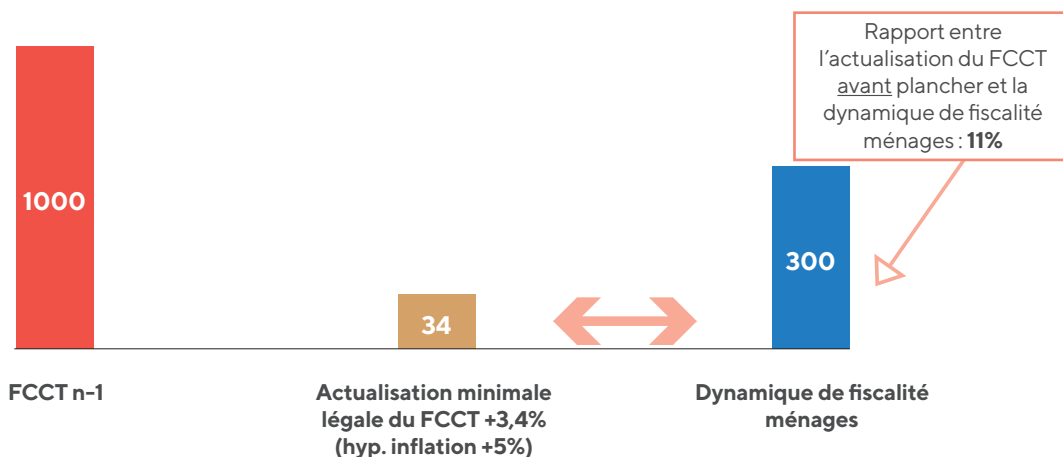 Rapport entre
l'actualisation du FCCT
avant plancher et la
dynamique de fiscalité
ménages : 11%
1000
34
300
FCCT n-1
Actualisation minimale
légale du FCCT +3,4%
(hyp. inflation +5%)
Dynamique de fiscalité
ménages